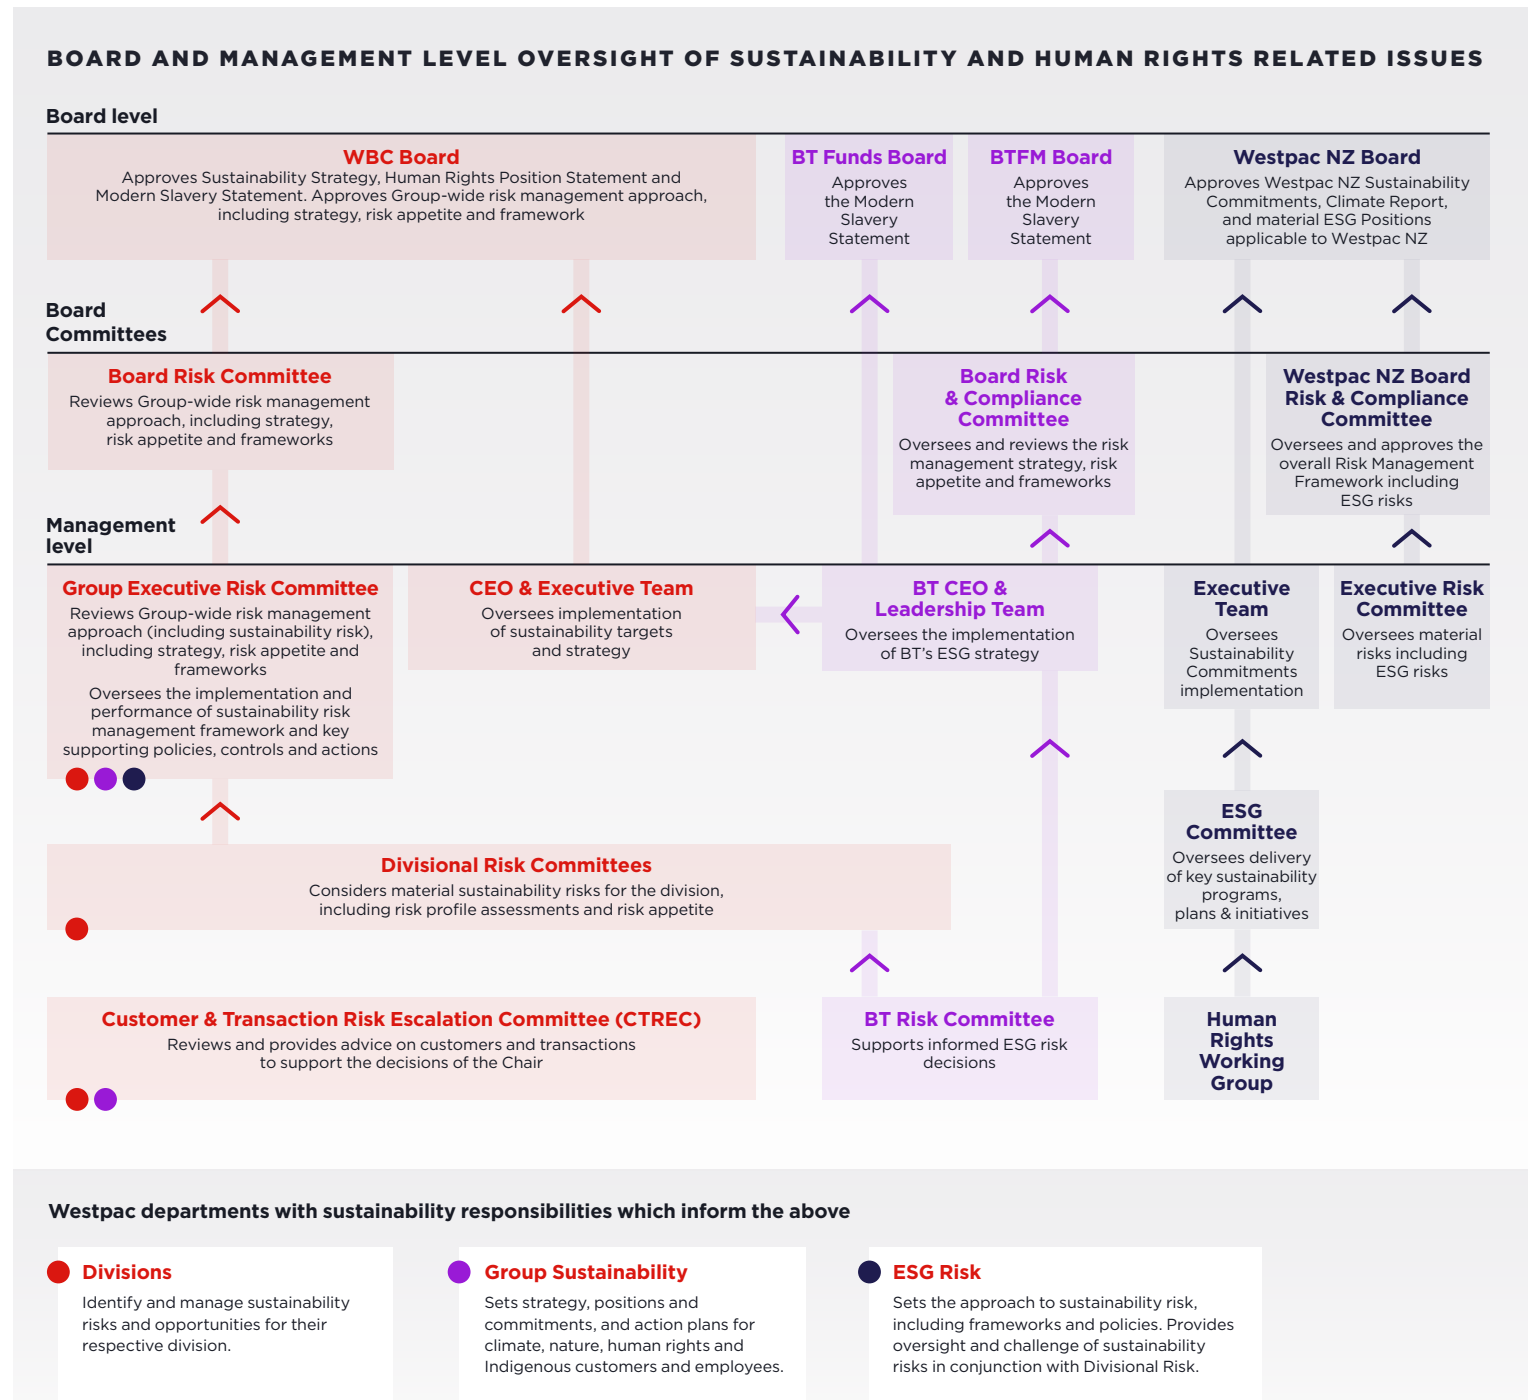 BOARD AND MANAGEMENT LEVEL OVERSIGHT OF SUSTAINABILITY AND HUMAN RIGHTS RELATED ISSUES
Board level
WBC Board
Approves Sustainability Strategy, Human Rights Position Statement and
Modern Slavery Statement. Approves Group-wide risk management approach,
including strategy, risk appetite and framework
BT Funds Board
Approves
the Modern
Slavery
Statement
BTFM Board
Approves
the Modern
Slavery
Statement
Westpac NZ Board
Approves Westpac NZ Sustainability
Commitments, Climate Report,
and material ESG Positions
applicable to Westpac NZ
Board
Committees
Board Risk Committee
Reviews Group-wide risk management
approach, including strategy,
risk appetite and frameworks
Board Risk
& Compliance
Committee
Oversees and reviews the risk
management strategy, risk
appetite and frameworks
Westpac NZ Board
Risk & Compliance
Committee
Oversees and approves the
overall Risk Management
Framework including
ESG risks
Management
level
Group Executive Risk Committee
Reviews Group-wide risk management
approach (including sustainability risk),
including strategy, risk appetite and
frameworks
Oversees the implementation and
performance of sustainability risk
management framework and key
supporting policies, controls and actions
CEO & Executive Team
Oversees implementation
of sustainability targets
and strategy
BT CEO &
Leadership Team
Oversees the implementation
of BT’s ESG strategy
Executive
Team
Oversees
Sustainability
Commitments
implementation
Executive Risk
Committee
Oversees material
risks including
ESG risks
Divisional Risk Committees
Considers material sustainability risks for the division,
including risk profile assessments and risk appetite
ESG
Committee
Oversees delivery
of key sustainability
programs,
plans & initiatives
Customer & Transaction Risk Escalation Committee (CTREC)
Reviews and provides advice on customers and transactions
to support the decisions of the Chair
BT Risk Committee
Supports informed ESG risk
decisions
Human
Rights
Working
Group
Westpac departments with sustainability responsibilities which inform the above
Divisions
Identify and manage sustainability
risks and opportunities for their
respective division.
Group Sustainability
Sets strategy, positions and
commitments, and action plans for
climate, nature, human rights and
Indigenous customers and employees.
ESG Risk
Sets the approach to sustainability risk,
including frameworks and policies. Provides
oversight and challenge of sustainability
risks in conjunction with Divisional Risk.